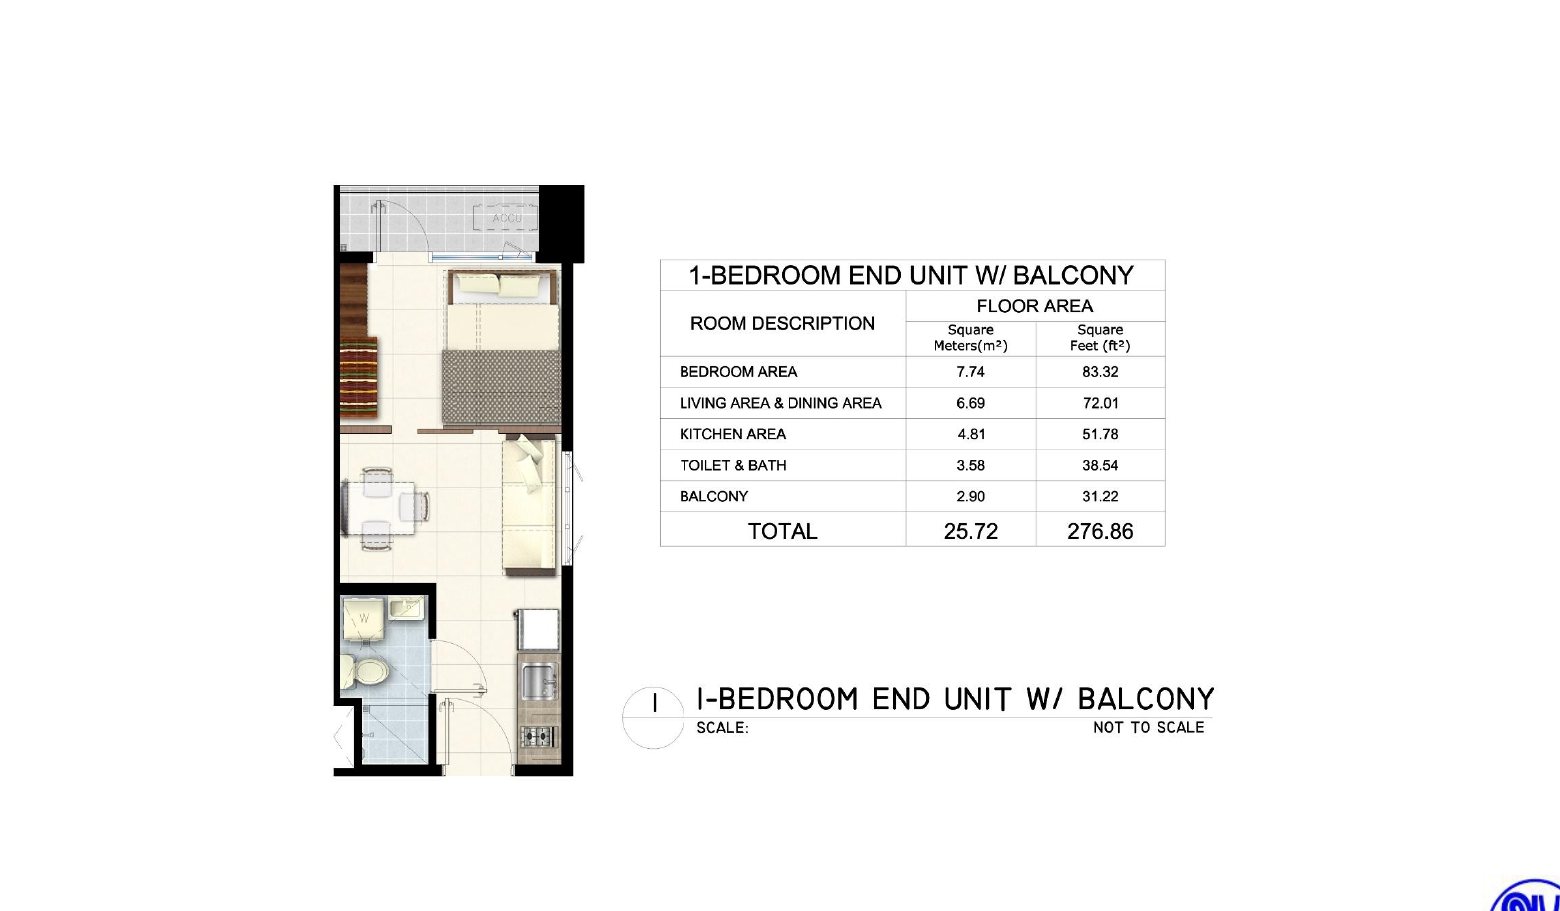 ACCU
W
1-BEDROOM END UNIT W/ BALCONY
ROOM DESCRIPTION
FLOOR AREA
Square Meters(m²)
Square Feet (ft²)
BEDROOM AREA 7.74 83.32
LIVING AREA & DINING AREA 6.69 72.01
KITCHEN AREA 4.81 51.78
TOILET & BATH 3.58 38.54
BALCONY 2.90 31.22
TOTAL 25.72 276.86
1 1-BEDROOM END UNIT W/ BALCONY
SCALE: NOT TO SCALE